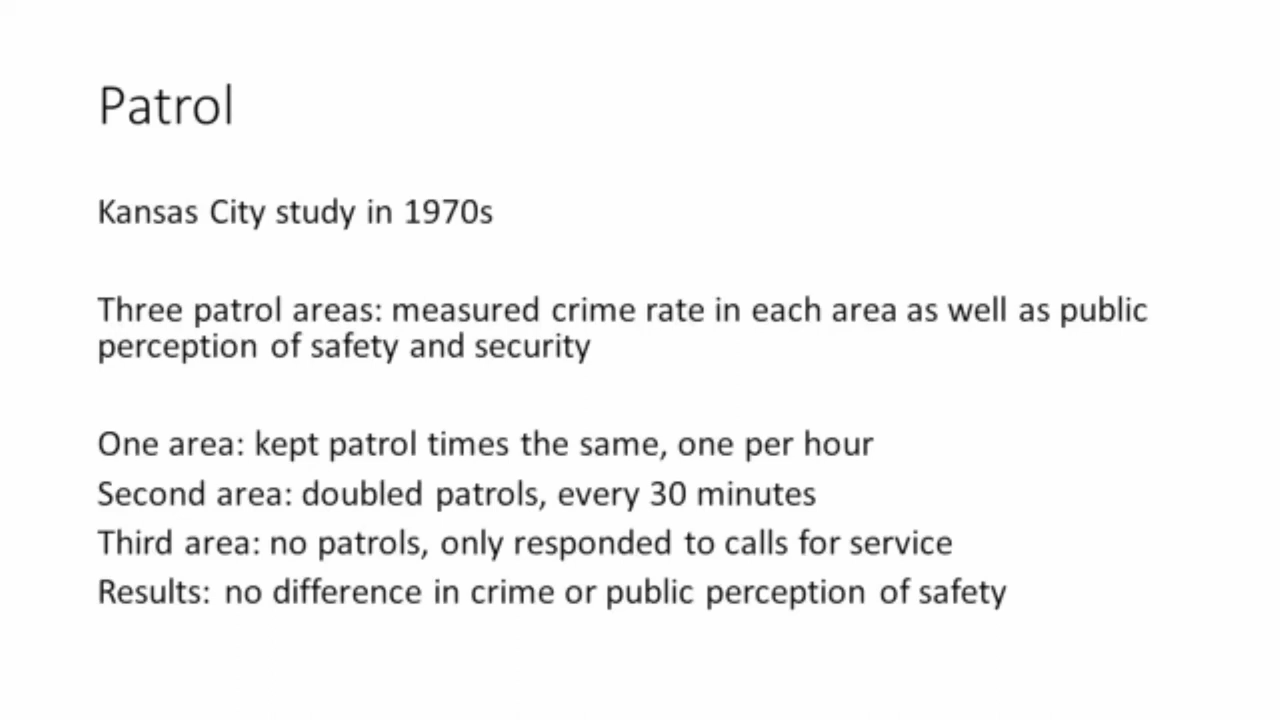 Patrol
Kansas City study in 1970s
Three patrol areas: measured crime rate in each area as well as public
perception of safety and security
One area: kept patrol times the same, one per hour
Second area: doubled patrols, every 30 minutes
Third area: no patrols, only responded to calls for service
Results: no difference in crime or public perception of safety